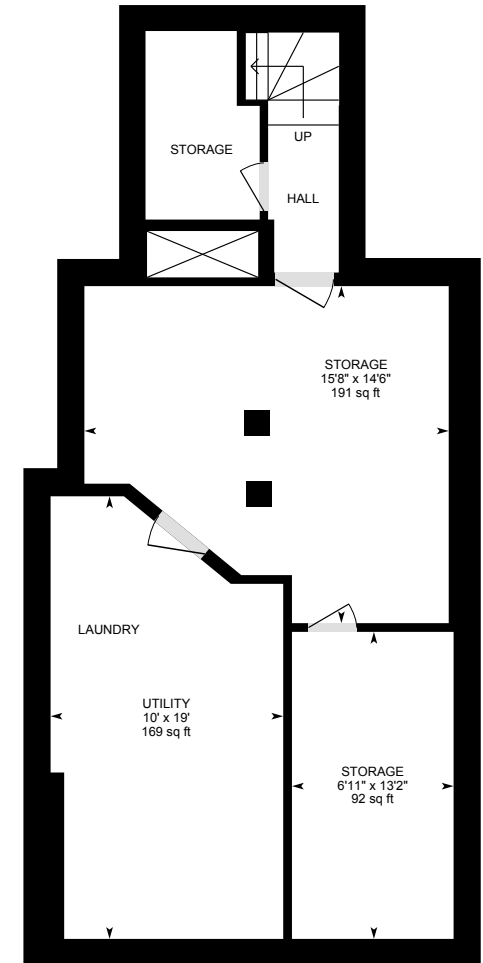 UP
STORAGE
HALL
STORAGE
15'8" x 14'6"
191 sq ft
LAUNDRY
UTILITY
10' x 19'
169 sq ft
STORAGE
6'11" x 13'2"
92 sq ft